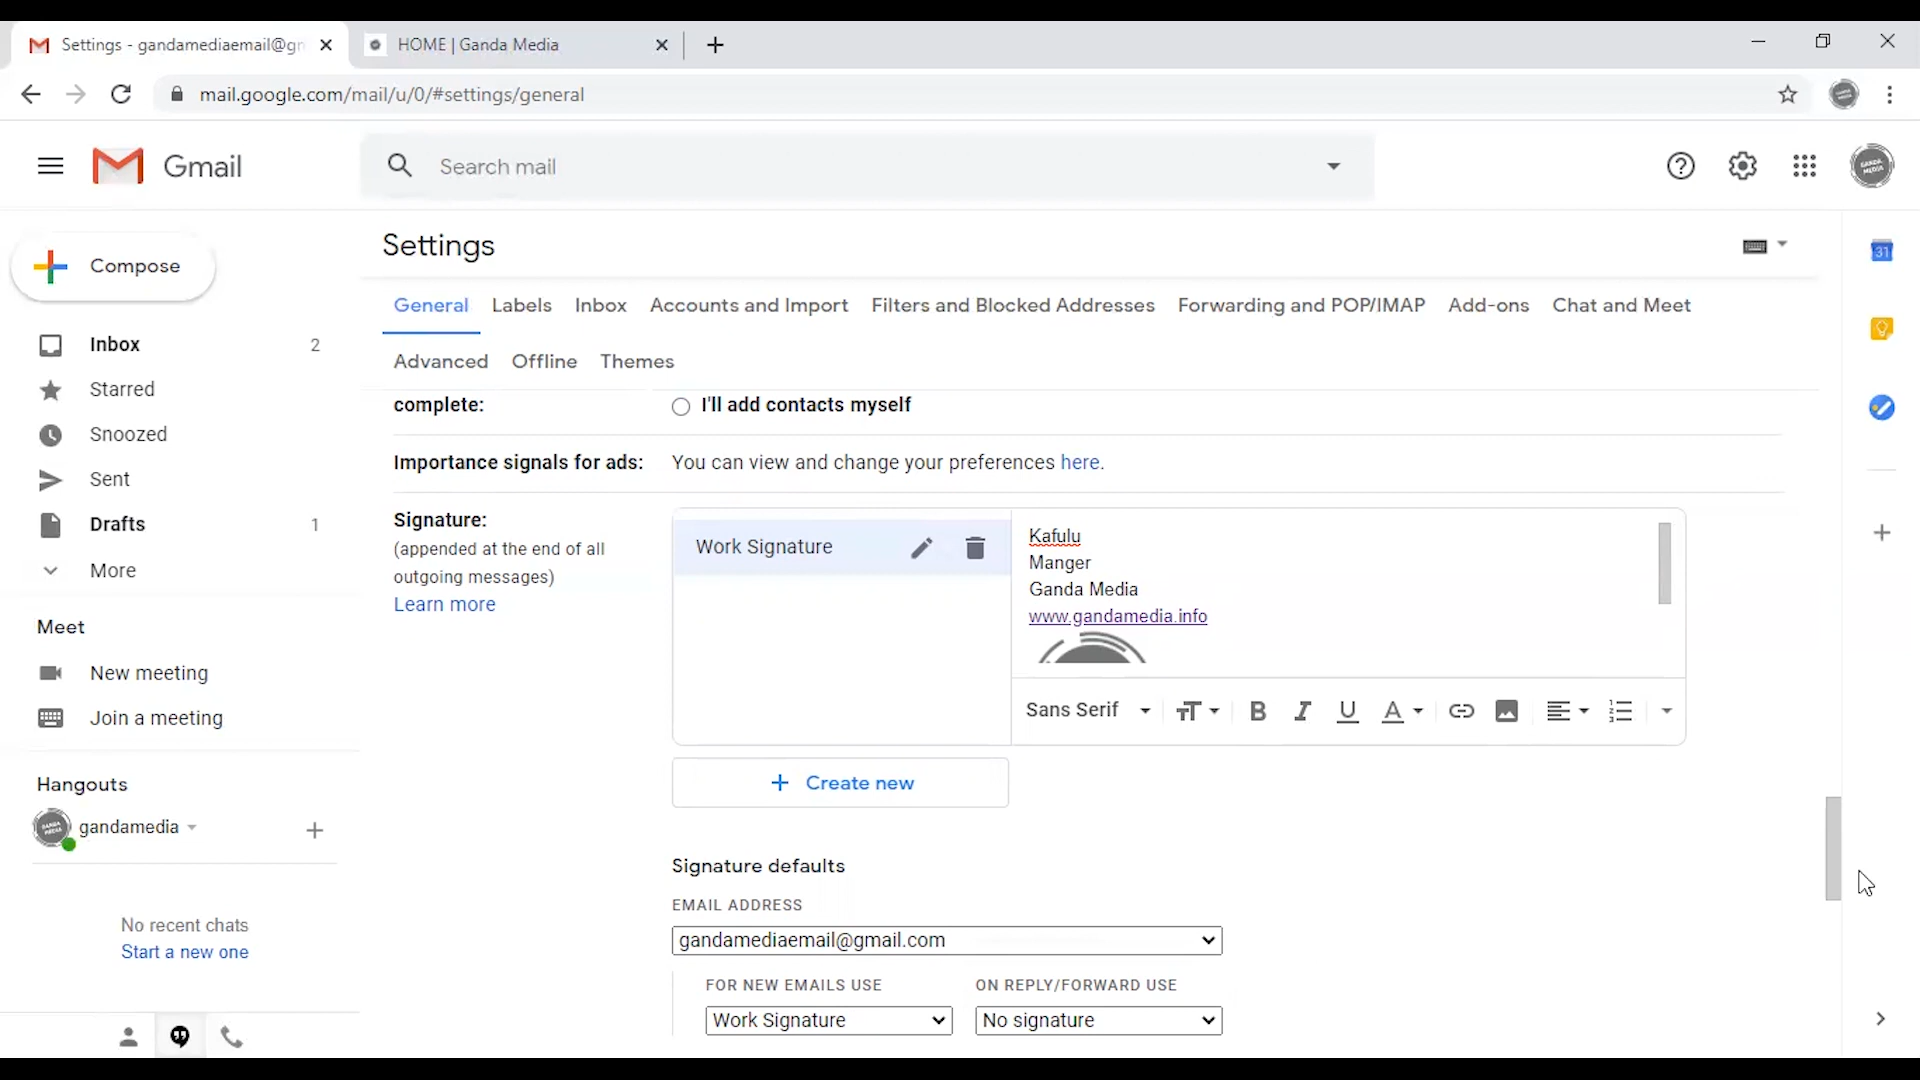 Settings - gandamediaemail@gm
HOME | Ganda Media
mail.google.com/mail/u/0/#settings/general
Gmail
Search mail
Compose
Inbox 2
Starred
Snoozed
Sent
Drafts 1
More
Meet
New meeting
Join a meeting
Hangouts
gandamedia
No recent chats
Start a new one
Settings
General Labels Inbox Accounts and Import Filters and Blocked Addresses Forwarding and POP/IMAP Add-ons Chat and Meet
Advanced Offline Themes
complete: I'll add contacts myself
Importance signals for ads: You can view and change your preferences here.
Signature:
(appended at the end of all
outgoing messages)
Learn more
Work Signature
Kafulu
Manger
Ganda Media
www.gandamedia.info
Sans Serif
Create new
Signature defaults
EMAIL ADDRESS
gandamediaemail@gmail.com
FOR NEW EMAILS USE ON REPLY/FORWARD USE
Work Signature No signature
31